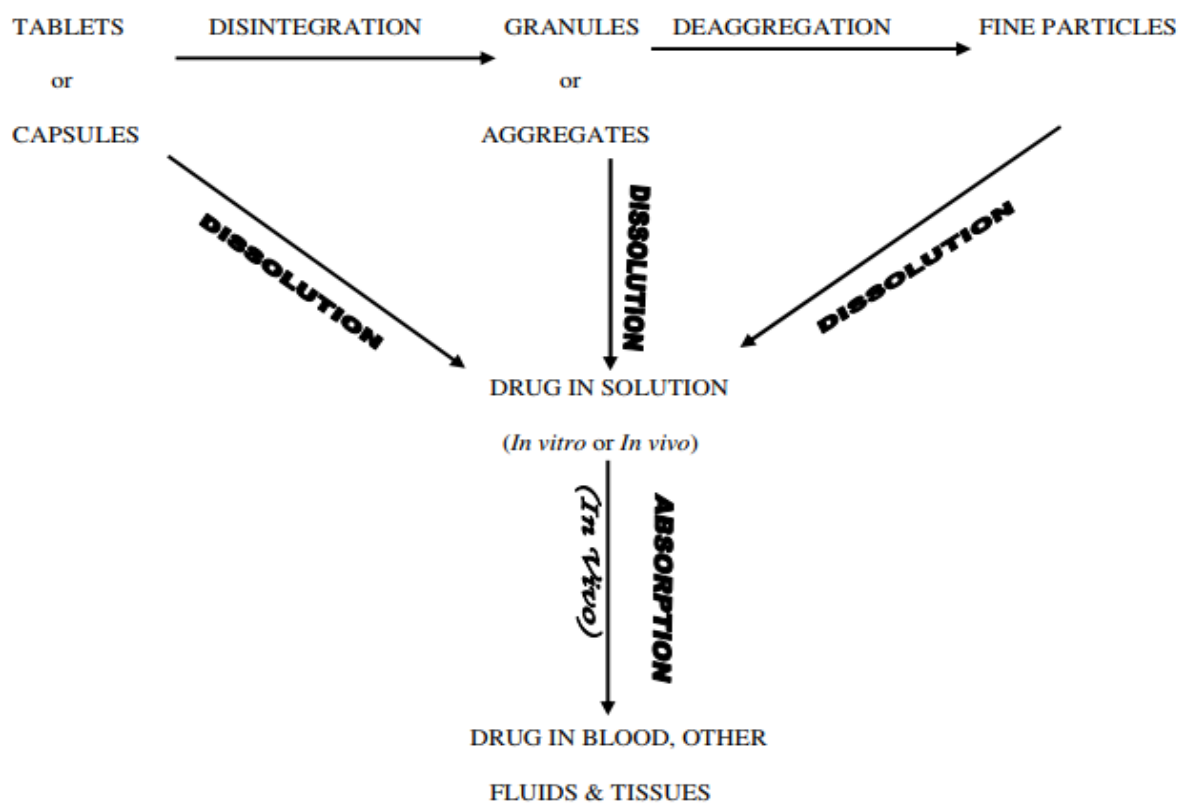 TABLETS DISINTEGRATION GRANULES DEAGGREGATION FINE PARTICLES
or or
CAPSULES AGGREGATES
DISSOLUTION DISSOLUTION DISSOLUTION
DRUG IN SOLUTION
(In vitro or In vivo)
(In Vivo) ABSORPTION
DRUG IN BLOOD, OTHER
FLUIDS & TISSUES